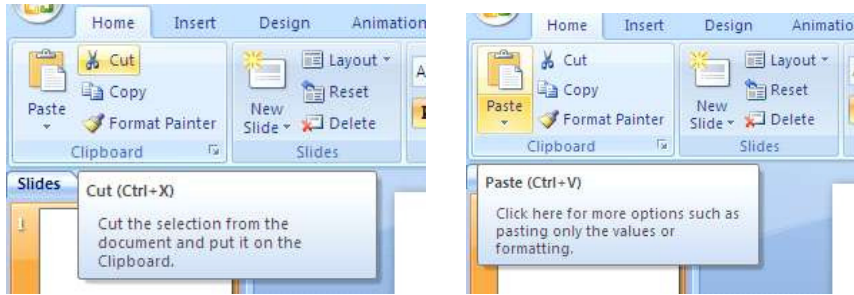 Home Insert Design Animation
Cut
Copy
Format Painter
Paste
Clipboard
Layout
Reset
Delete
New
Slide
Slides
Slides
1
Cut (Ctrl+X)
Cut the selection from the
document and put it on the
Clipboard.
Home Insert Design Animatio
Cut
Copy
Format Painter
Paste
Clipboard
Layout
Reset
Delete
New
Slide
Slides
Paste (Ctrl+V)
Click here for more options such as
pasting only the values or
formatting.